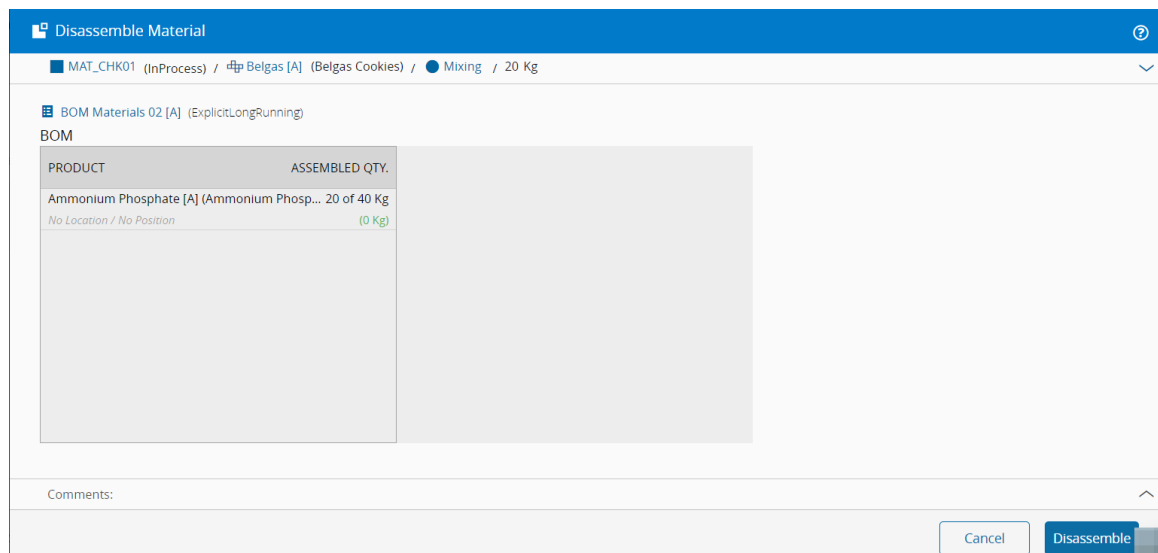 Disassemble Material
MAT_CHK01 (InProcess) / Belgas [A] (Belgas Cookies) / Mixing / 20 Kg
BOM Materials 02 [A] (ExplicitLongRunning)
BOM
PRODUCT ASSEMBLED QTY.
Ammonium Phosphate [A] (Ammonium Phosp... 20 of 40 Kg
No Location / No Position (0 Kg)
Comments:
Cancel Disassemble